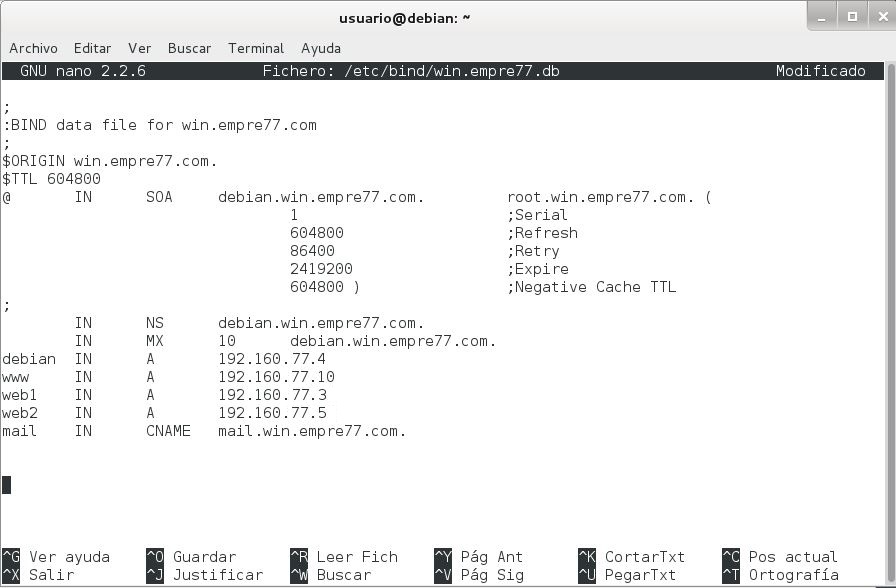 usuario@debian: ~
Archivo Editar Ver Buscar Terminal Ayuda
GNU nano 2.2.6 Fichero: /etc/bind/win.empre77.db Modificado
;
:BIND data file for win.empre77.com
;
$ORIGIN win.empre77.com.
$TTL 604800
@ IN SOA debian.win.empre77.com. root.win.empre77.com. (
1 ;Serial
604800 ;Refresh
86400 ;Retry
2419200 ;Expire
604800 ) ;Negative Cache TTL
;
IN NS debian.win.empre77.com.
IN MX 10 debian.win.empre77.com.
debian IN A 192.160.77.4
www IN A 192.160.77.10
web1 IN A 192.160.77.3
web2 IN A 192.160.77.5
mail IN CNAME mail.win.empre77.com.
^G Ver ayuda ^O Guardar ^R Leer Fich ^Y Pág Ant ^K CortarTxt ^C Pos actual
^X Salir ^J Justificar ^W Buscar ^V Pág Sig ^U PegarTxt ^T Ortografía